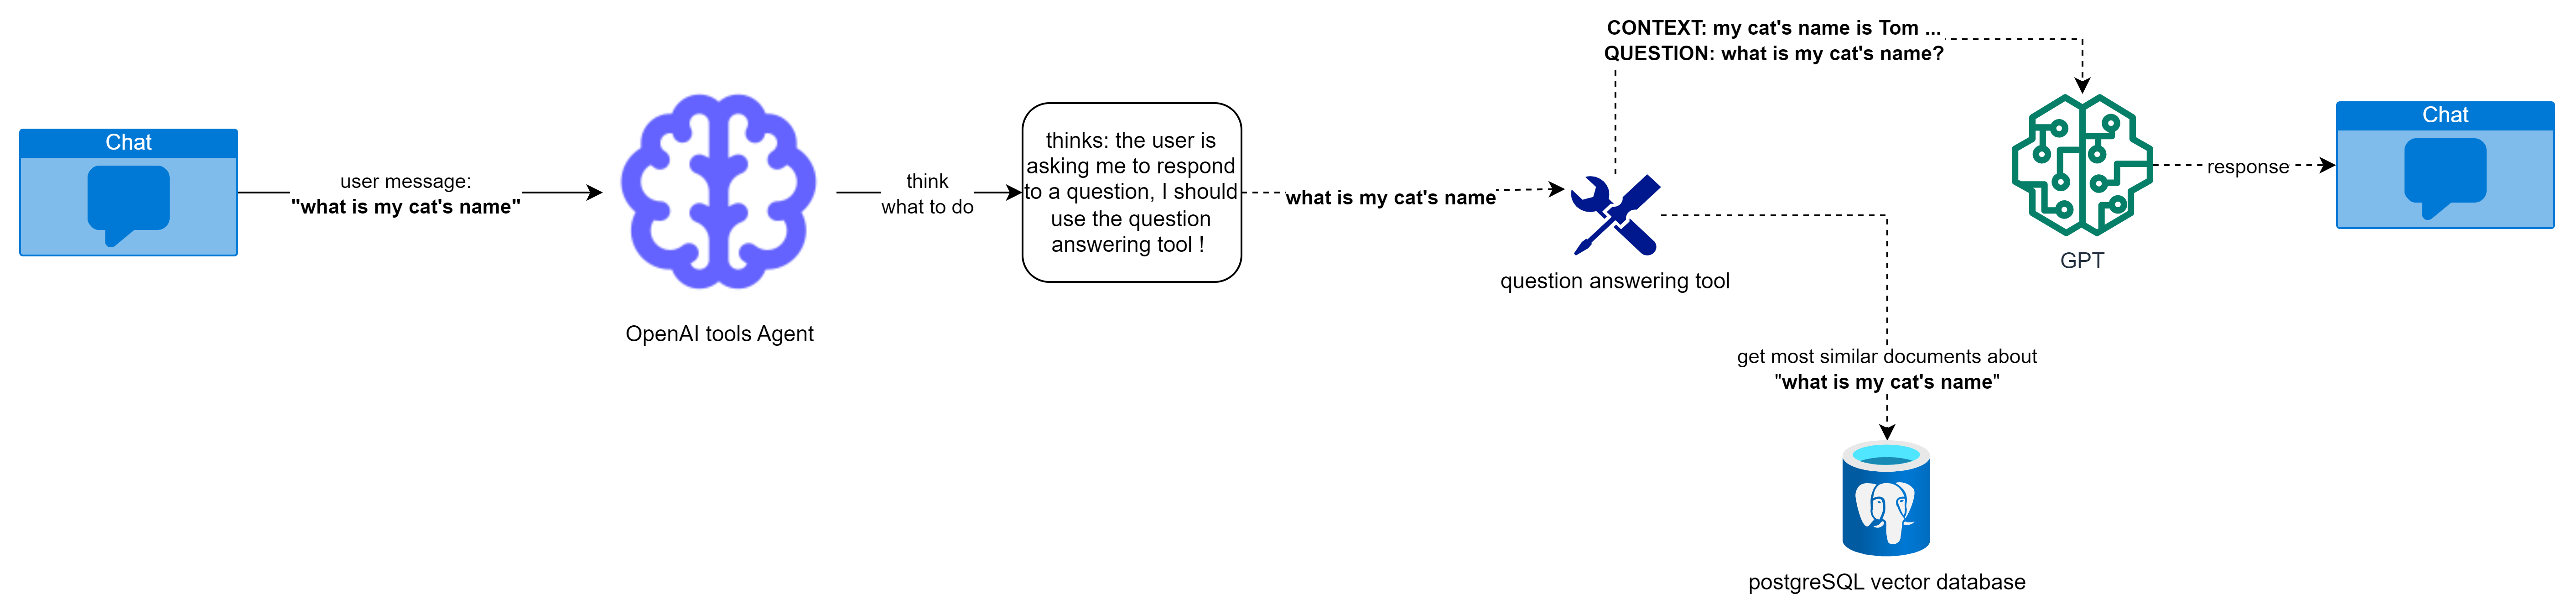 Chat
user message:
"what is my cat's name"
OpenAI tools Agent
think
what to do
thinks: the user is
asking me to respond
to a question, I should
use the question
answering tool !
what is my cat's name
question answering tool
CONTEXT: my cat's name is Tom ...
QUESTION: what is my cat's name?
get most similar documents about
"what is my cat's name"
postgreSQL vector database
GPT
response
Chat